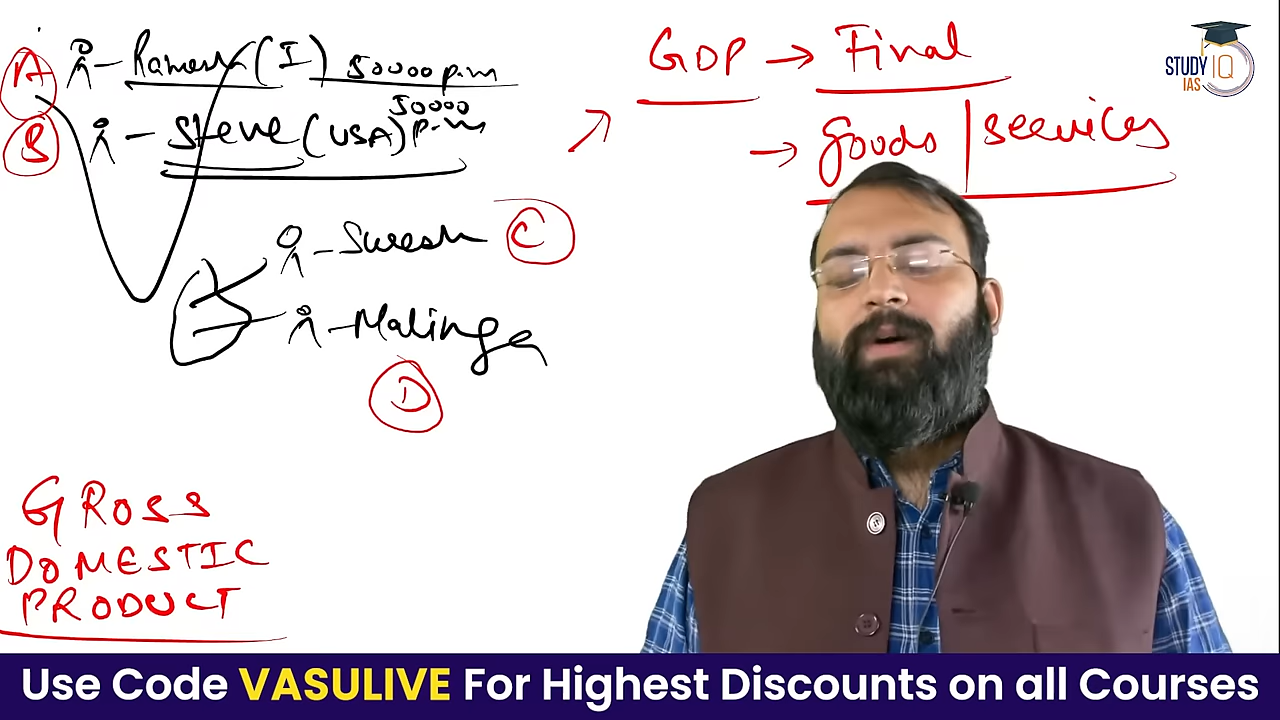 A - Ramesh (I) 50000 p.m
B - Steve (USA) 50000 p.m
- Suresh C
- Malinga
D
GROSS
DOMESTIC
PRODUCT
GDP → Final
→ Goods | Services
STUDY IQ
IAS
Use Code VASULIVE For Highest Discounts on all Courses